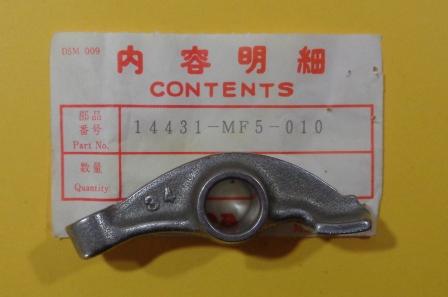 DSM 009
内容明細
CONTENTS
部品
番号
Part No.
14431-MF5-010
数量
Quantity
34